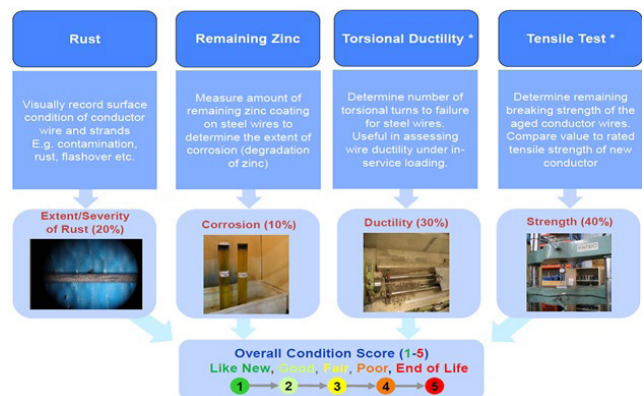 Rust
Remaining Zinc
Torsional Ductility *
Tensile Test *
Visually record surface
condition of conductor
wire and strands
E.g. contamination,
rust, flashover etc.
Measure amount of
remaining zinc coating
on steel wires to
determine the extent of
corrosion (degradation
of zinc)
Determine number of
torsional turns to failure
for steel wires.
Useful in assessing
wire ductility under in-
service loading.
Determine remaining
breaking strength of the
aged conductor wires.
Compare value to rated
tensile strength of new
conductor
Extent/Severity
of Rust (20%)
Corrosion (10%)
Ductility (30%)
Strength (40%)
Overall Condition Score (1-5)
Like New, Good, Fair, Poor, End of Life
1 2 3 4 5